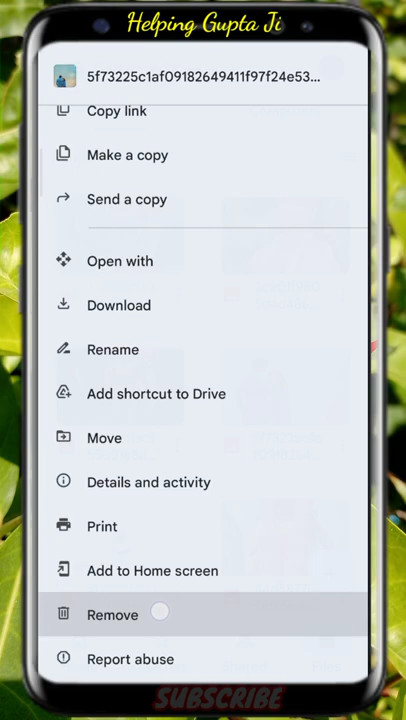 Helping Gupta Ji
5f73225c1af09182649411f97f24e53...
Copy link
Make a copy
Send a copy
Open with
Download
Rename
Add shortcut to Drive
Move
Details and activity
Print
Add to Home screen
Remove
Report abuse
SUBSCRIBE